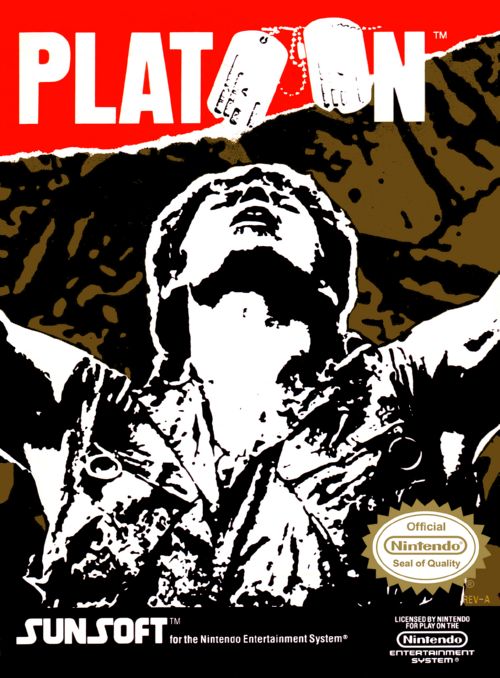 PLATOON™
Official
Nintendo
Seal of Quality
®
REV-A
SUNSOFT™
for the Nintendo Entertainment System®
LICENSED BY NINTENDO
FOR PLAY ON THE
Nintendo
ENTERTAINMENT
SYSTEM®